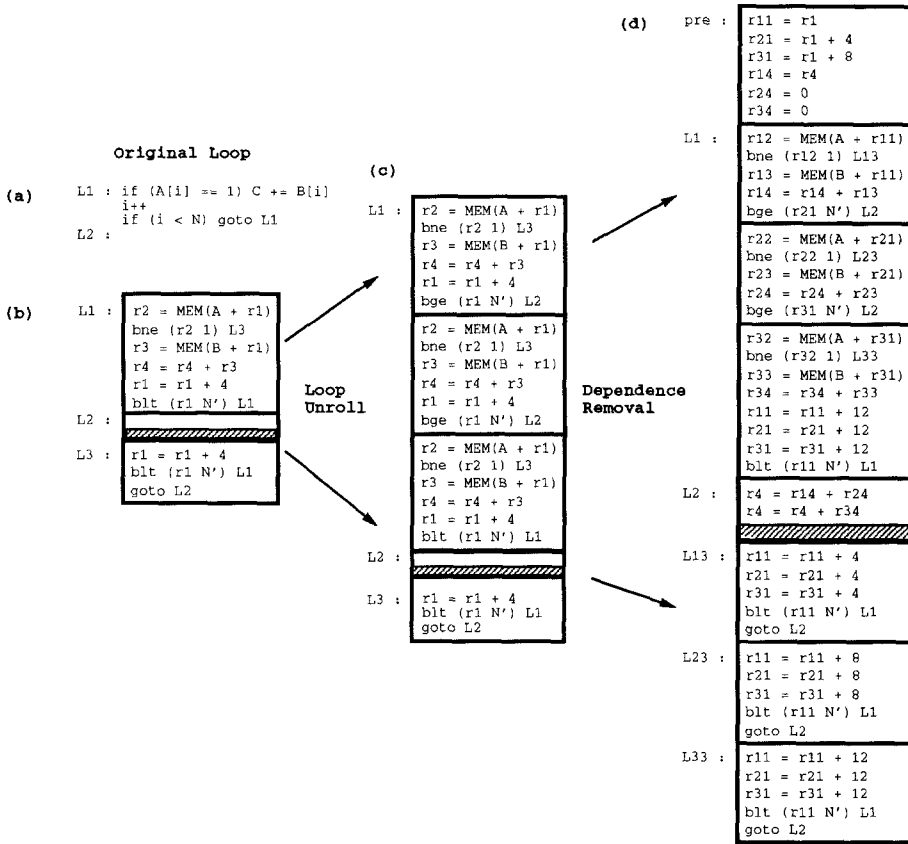 Original Loop
(a)
L1 : if (A[i] == 1) C += B[i]
i++
if (i < N) goto L1
L2 :
(b)
L1 :
r2 = MEM(A + r1)
bne (r2 1) L3
r3 = MEM(B + r1)
r4 = r4 + r3
r1 = r1 + 4
blt (r1 N') L1
L2 :
L3 :
r1 = r1 + 4
blt (r1 N') L1
goto L2
Loop
Unroll
(c)
L1 :
r2 = MEM(A + r1)
bne (r2 1) L3
r3 = MEM(B + r1)
r4 = r4 + r3
r1 = r1 + 4
bge (r1 N') L2
r2 = MEM(A + r1)
bne (r2 1) L3
r3 = MEM(B + r1)
r4 = r4 + r3
r1 = r1 + 4
bge (r1 N') L2
r2 = MEM(A + r1)
bne (r2 1) L3
r3 = MEM(B + r1)
r4 = r4 + r3
r1 = r1 + 4
blt (r1 N') L1
L2 :
L3 :
r1 = r1 + 4
blt (r1 N') L1
goto L2
Dependence
Removal
(d)
pre :
r11 = r1
r21 = r1 + 4
r31 = r1 + 8
r14 = r4
r24 = 0
r34 = 0
L1 :
r12 = MEM(A + r11)
bne (r12 1) L13
r13 = MEM(B + r11)
r14 = r14 + r13
bge (r21 N') L2
r22 = MEM(A + r21)
bne (r22 1) L23
r23 = MEM(B + r21)
r24 = r24 + r23
bge (r31 N') L2
r32 = MEM(A + r31)
bne (r32 1) L33
r33 = MEM(B + r31)
r34 = r34 + r33
r11 = r11 + 12
r21 = r21 + 12
r31 = r31 + 12
blt (r11 N') L1
L2 :
r4 = r14 + r24
r4 = r4 + r34
L13 :
r11 = r11 + 4
r21 = r21 + 4
r31 = r31 + 4
blt (r11 N') L1
goto L2
L23 :
r11 = r11 + 8
r21 = r21 + 8
r31 = r31 + 8
blt (r11 N') L1
goto L2
L33 :
r11 = r11 + 12
r21 = r21 + 12
r31 = r31 + 12
blt (r11 N') L1
goto L2